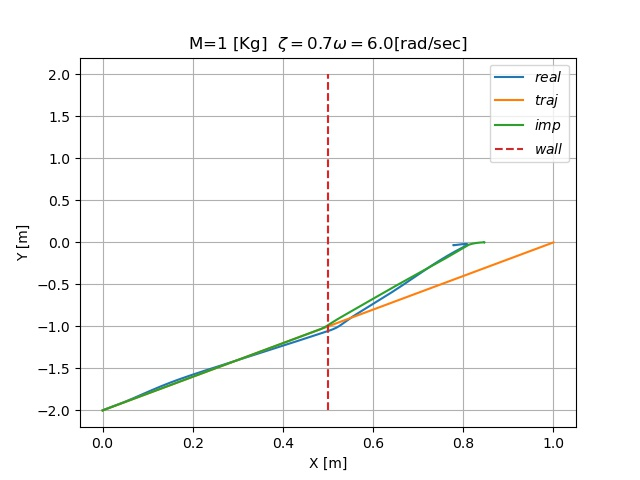 M=1 [Kg]  ζ = 0.7ω = 6.0[rad/sec]
real
traj
imp
wall
2.0
1.5
1.0
0.5
0.0
−0.5
−1.0
−1.5
−2.0
Y [m]
0.0 0.2 0.4 0.6 0.8 1.0
X [m]